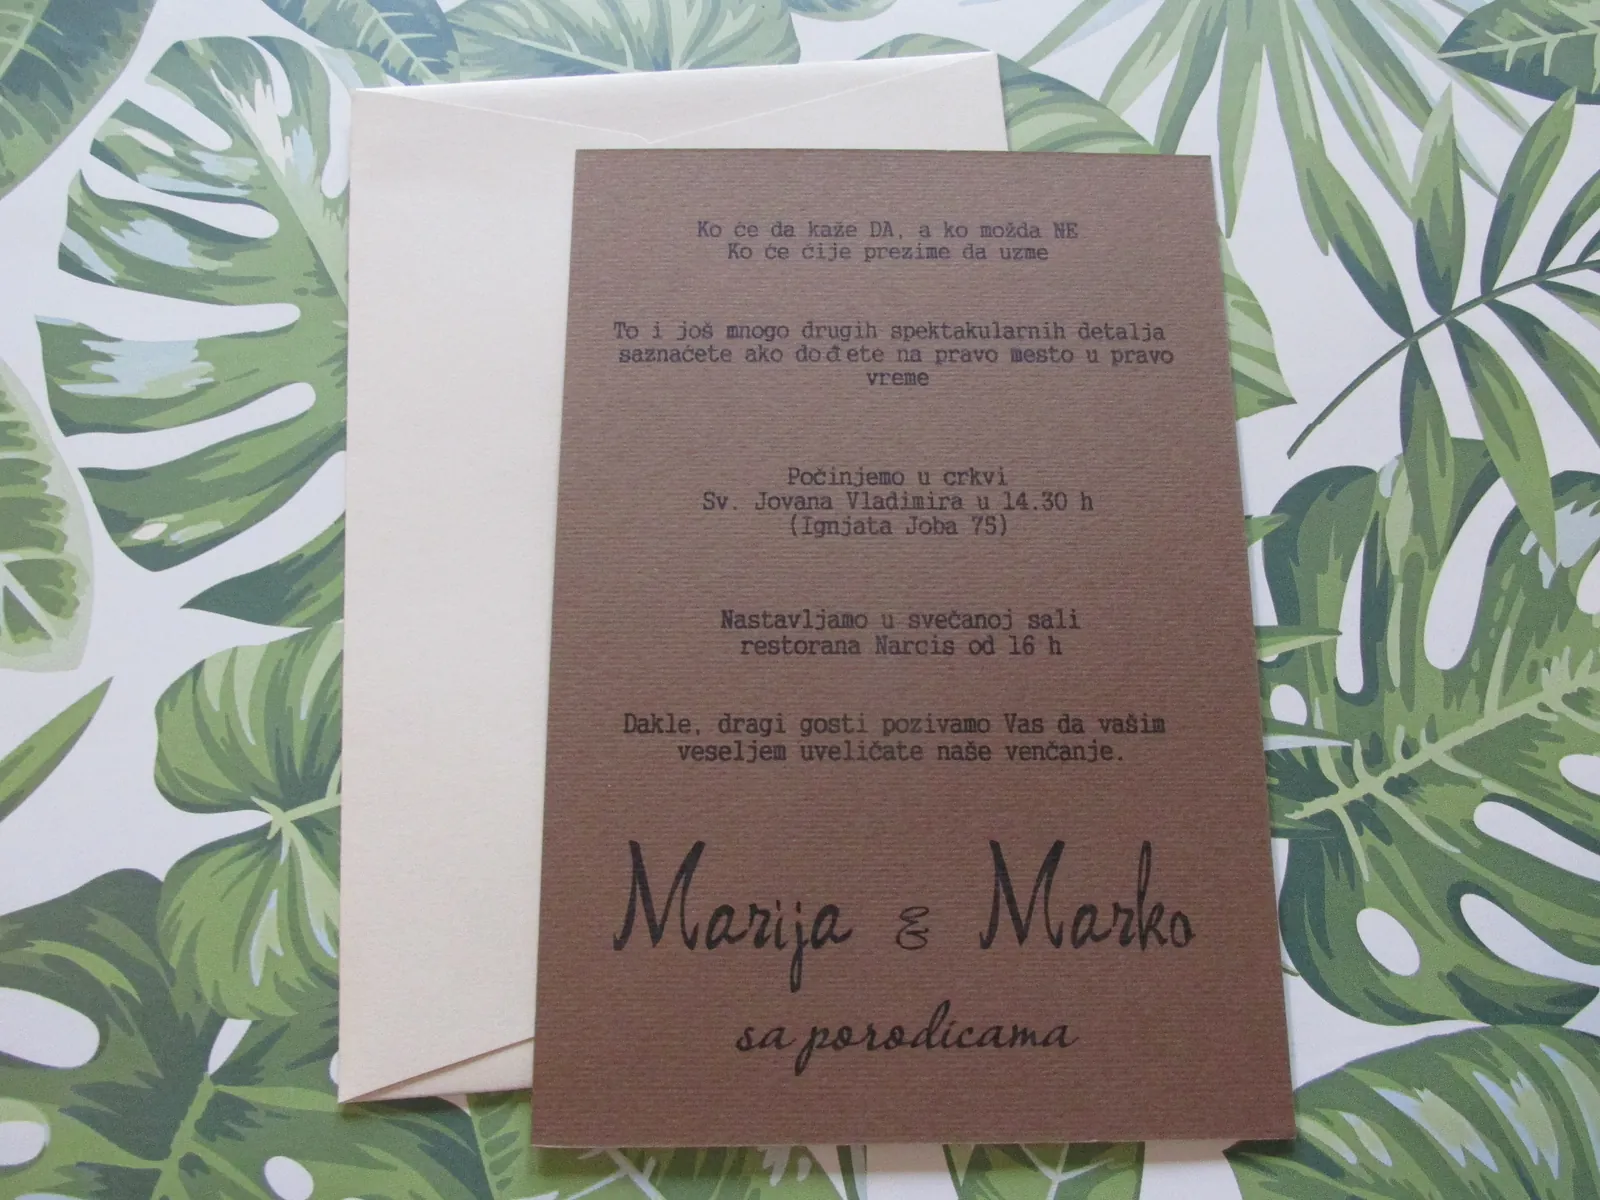 Ko će da kaže DA, a ko možda NE
Ko će čije prezime da uzme
To i još mnogo drugih spektakularnih detalja
saznaćete ako dođete na pravo mesto u pravo
vreme
Počinjemo u crkvi
Sv. Jovana Vladimira u 14.30 h
(Ignjata Joba 75)
Nastavljamo u svečanoj sali
restorana Narcis od 16 h
Dakle, dragi gosti pozivamo Vas da vašim
veseljem uveličate naše venčanje.
Marija & Marko
sa porodicama